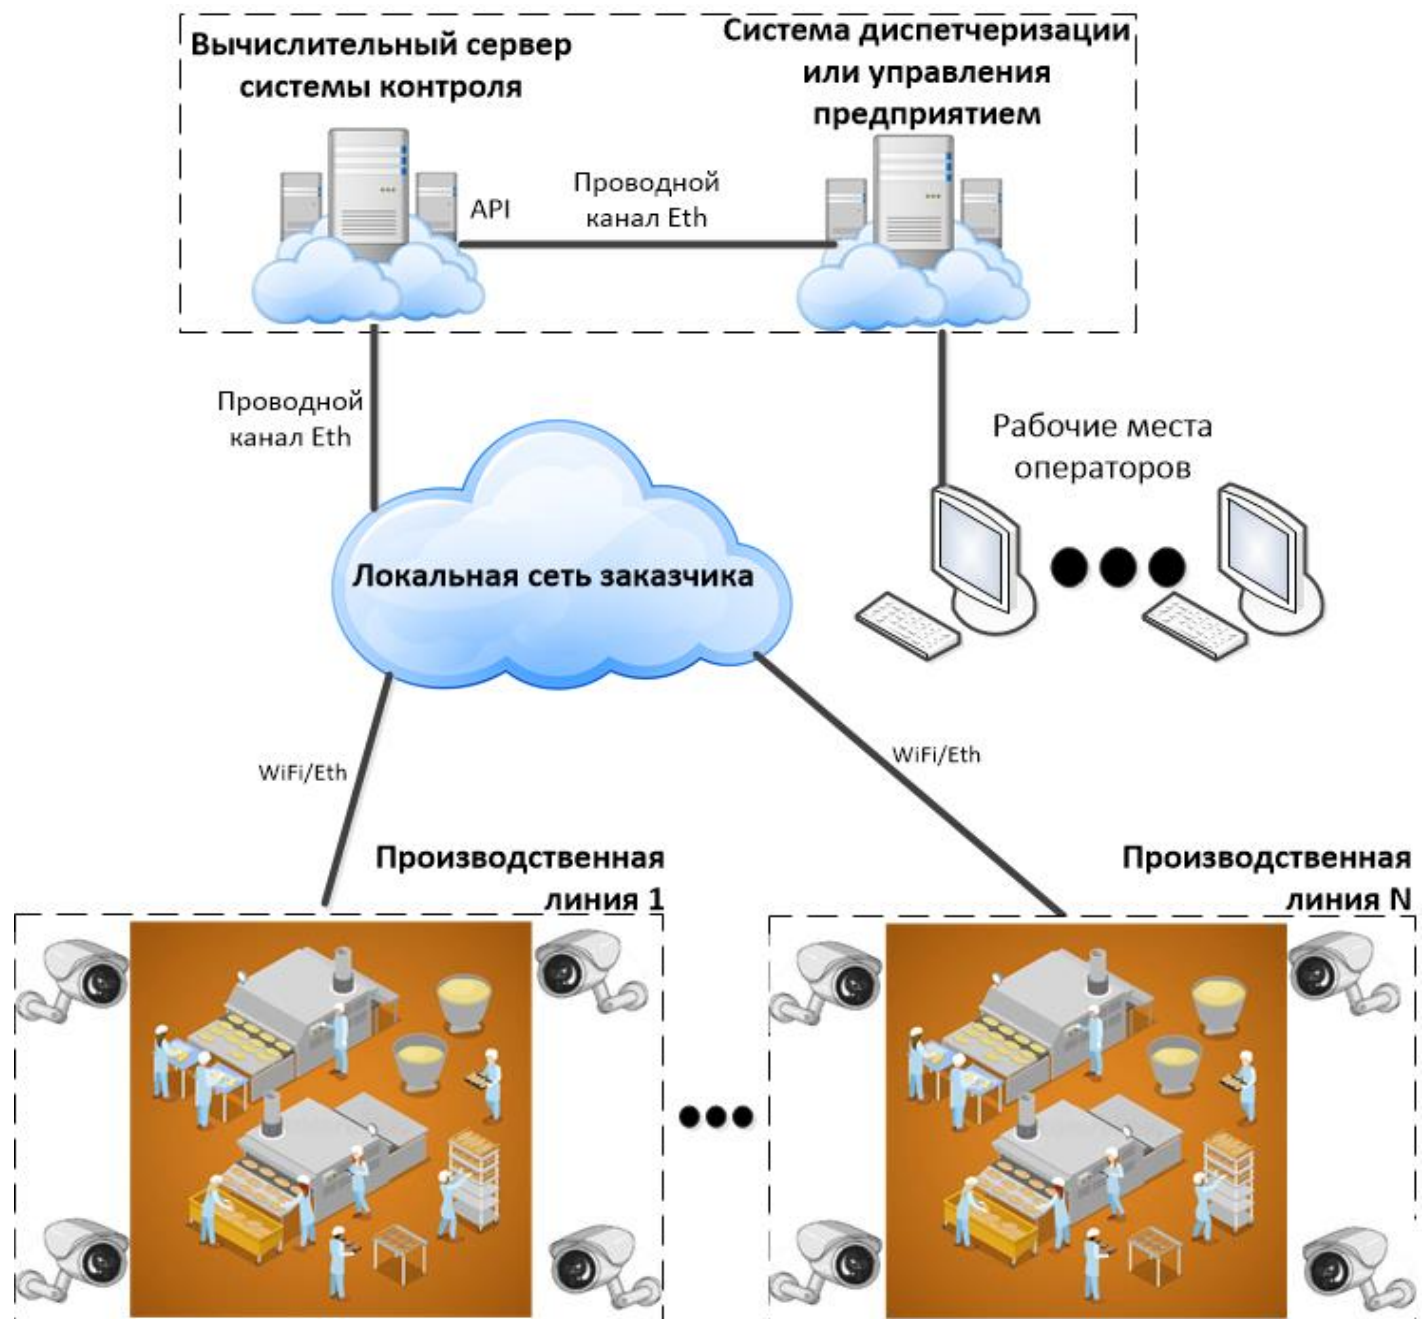 Вычислительный сервер
системы контроля
Система диспетчеризации
или управления
предприятием
API
Проводной
канал Eth
Проводной
канал Eth
Рабочие места
операторов
Локальная сеть заказчика
WiFi/Eth
WiFi/Eth
Производственная
линия 1
Производственная
линия N